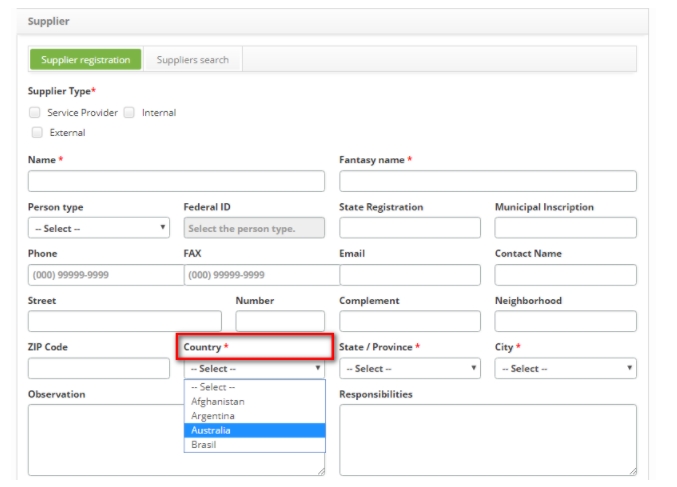 Supplier
Supplier registration Suppliers search
Supplier Type*
Service Provider Internal
External
Name * Fantasy name *
Person type Federal ID State Registration Municipal Inscription
-- Select -- Select the person type.
Phone FAX Email Contact Name
(000) 99999-9999 (000) 99999-9999
Street Number Complement Neighborhood
ZIP Code Country * State / Province * City *
-- Select -- -- Select -- -- Select --
-- Select --
Afghanistan
Argentina
Australia
Brasil
Observation Responsibilities